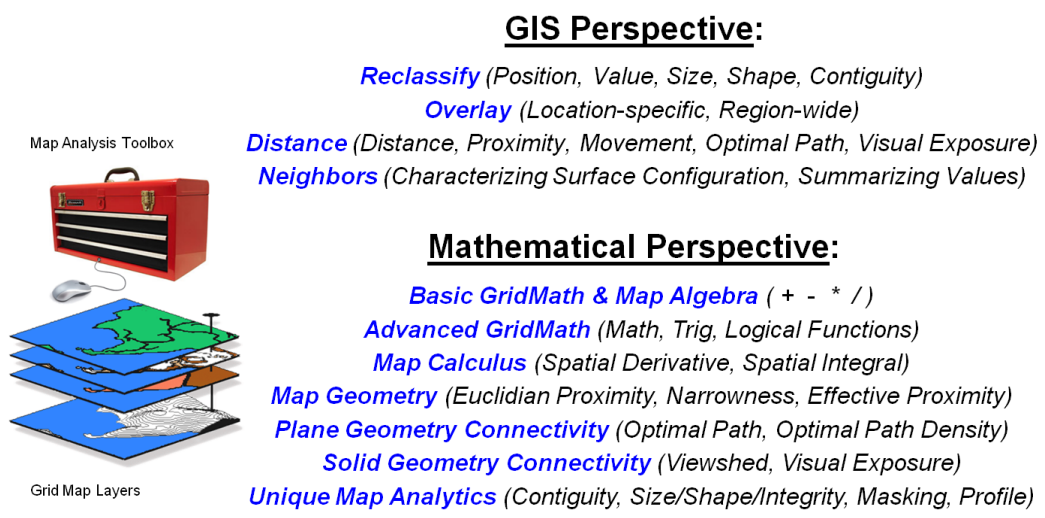 GIS Perspective:
Reclassify (Position, Value, Size, Shape, Contiguity)
Overlay (Location-specific, Region-wide)
Distance (Distance, Proximity, Movement, Optimal Path, Visual Exposure)
Neighbors (Characterizing Surface Configuration, Summarizing Values)
Map Analysis Toolbox
Mathematical Perspective:
Basic GridMath & Map Algebra ( + - * / )
Advanced GridMath (Math, Trig, Logical Functions)
Map Calculus (Spatial Derivative, Spatial Integral)
Map Geometry (Euclidian Proximity, Narrowness, Effective Proximity)
Plane Geometry Connectivity (Optimal Path, Optimal Path Density)
Solid Geometry Connectivity (Viewshed, Visual Exposure)
Unique Map Analytics (Contiguity, Size/Shape/Integrity, Masking, Profile)
Grid Map Layers